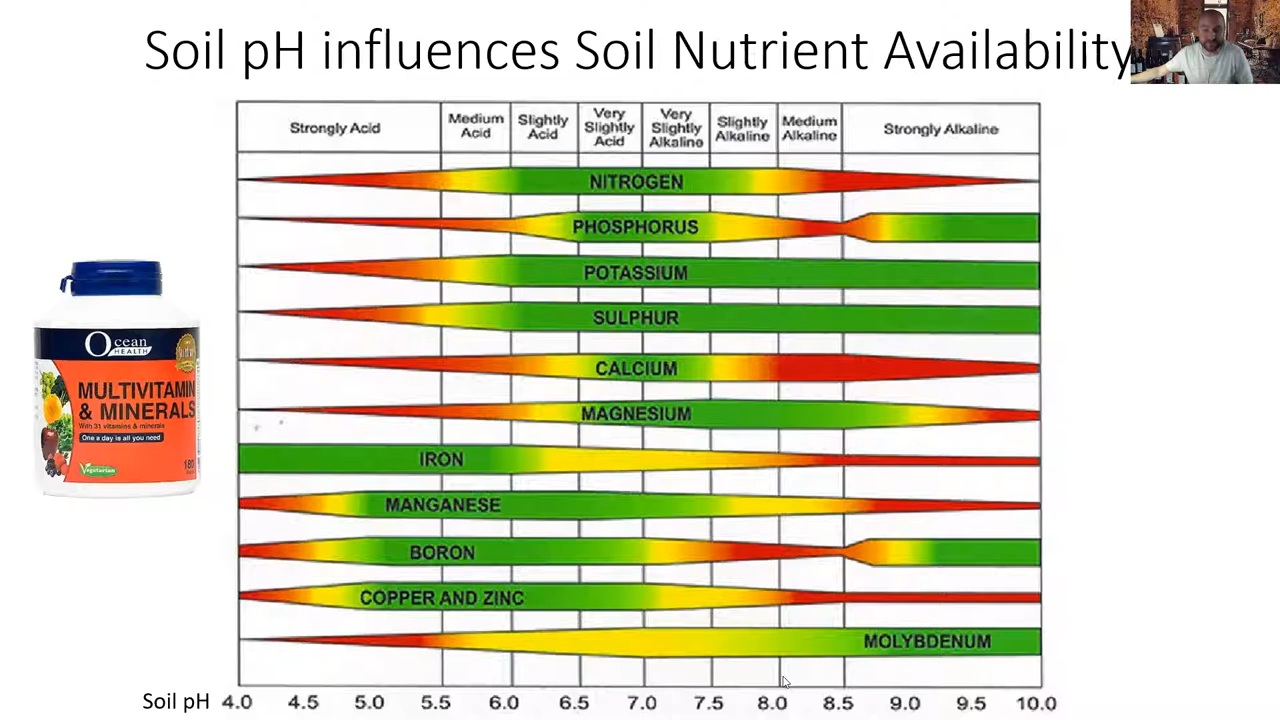 Soil pH influences Soil Nutrient Availability
Strongly Acid
Medium
Acid
Slightly
Acid
Very
Slightly
Acid
Very
Slightly
Alkaline
Slightly
Alkaline
Medium
Alkaline
Strongly Alkaline
NITROGEN
PHOSPHORUS
POTASSIUM
SULPHUR
CALCIUM
MAGNESIUM
IRON
MANGANESE
BORON
COPPER AND ZINC
MOLYBDENUM
Soil pH 4.0 4.5 5.0 5.5 6.0 6.5 7.0 7.5 8.0 8.5 9.0 9.5 10.0
Ocean
HEALTH
MULTIVITAMIN
& MINERALS
With 31 vitamins & minerals
One a day is all you need
Vegetarian
180